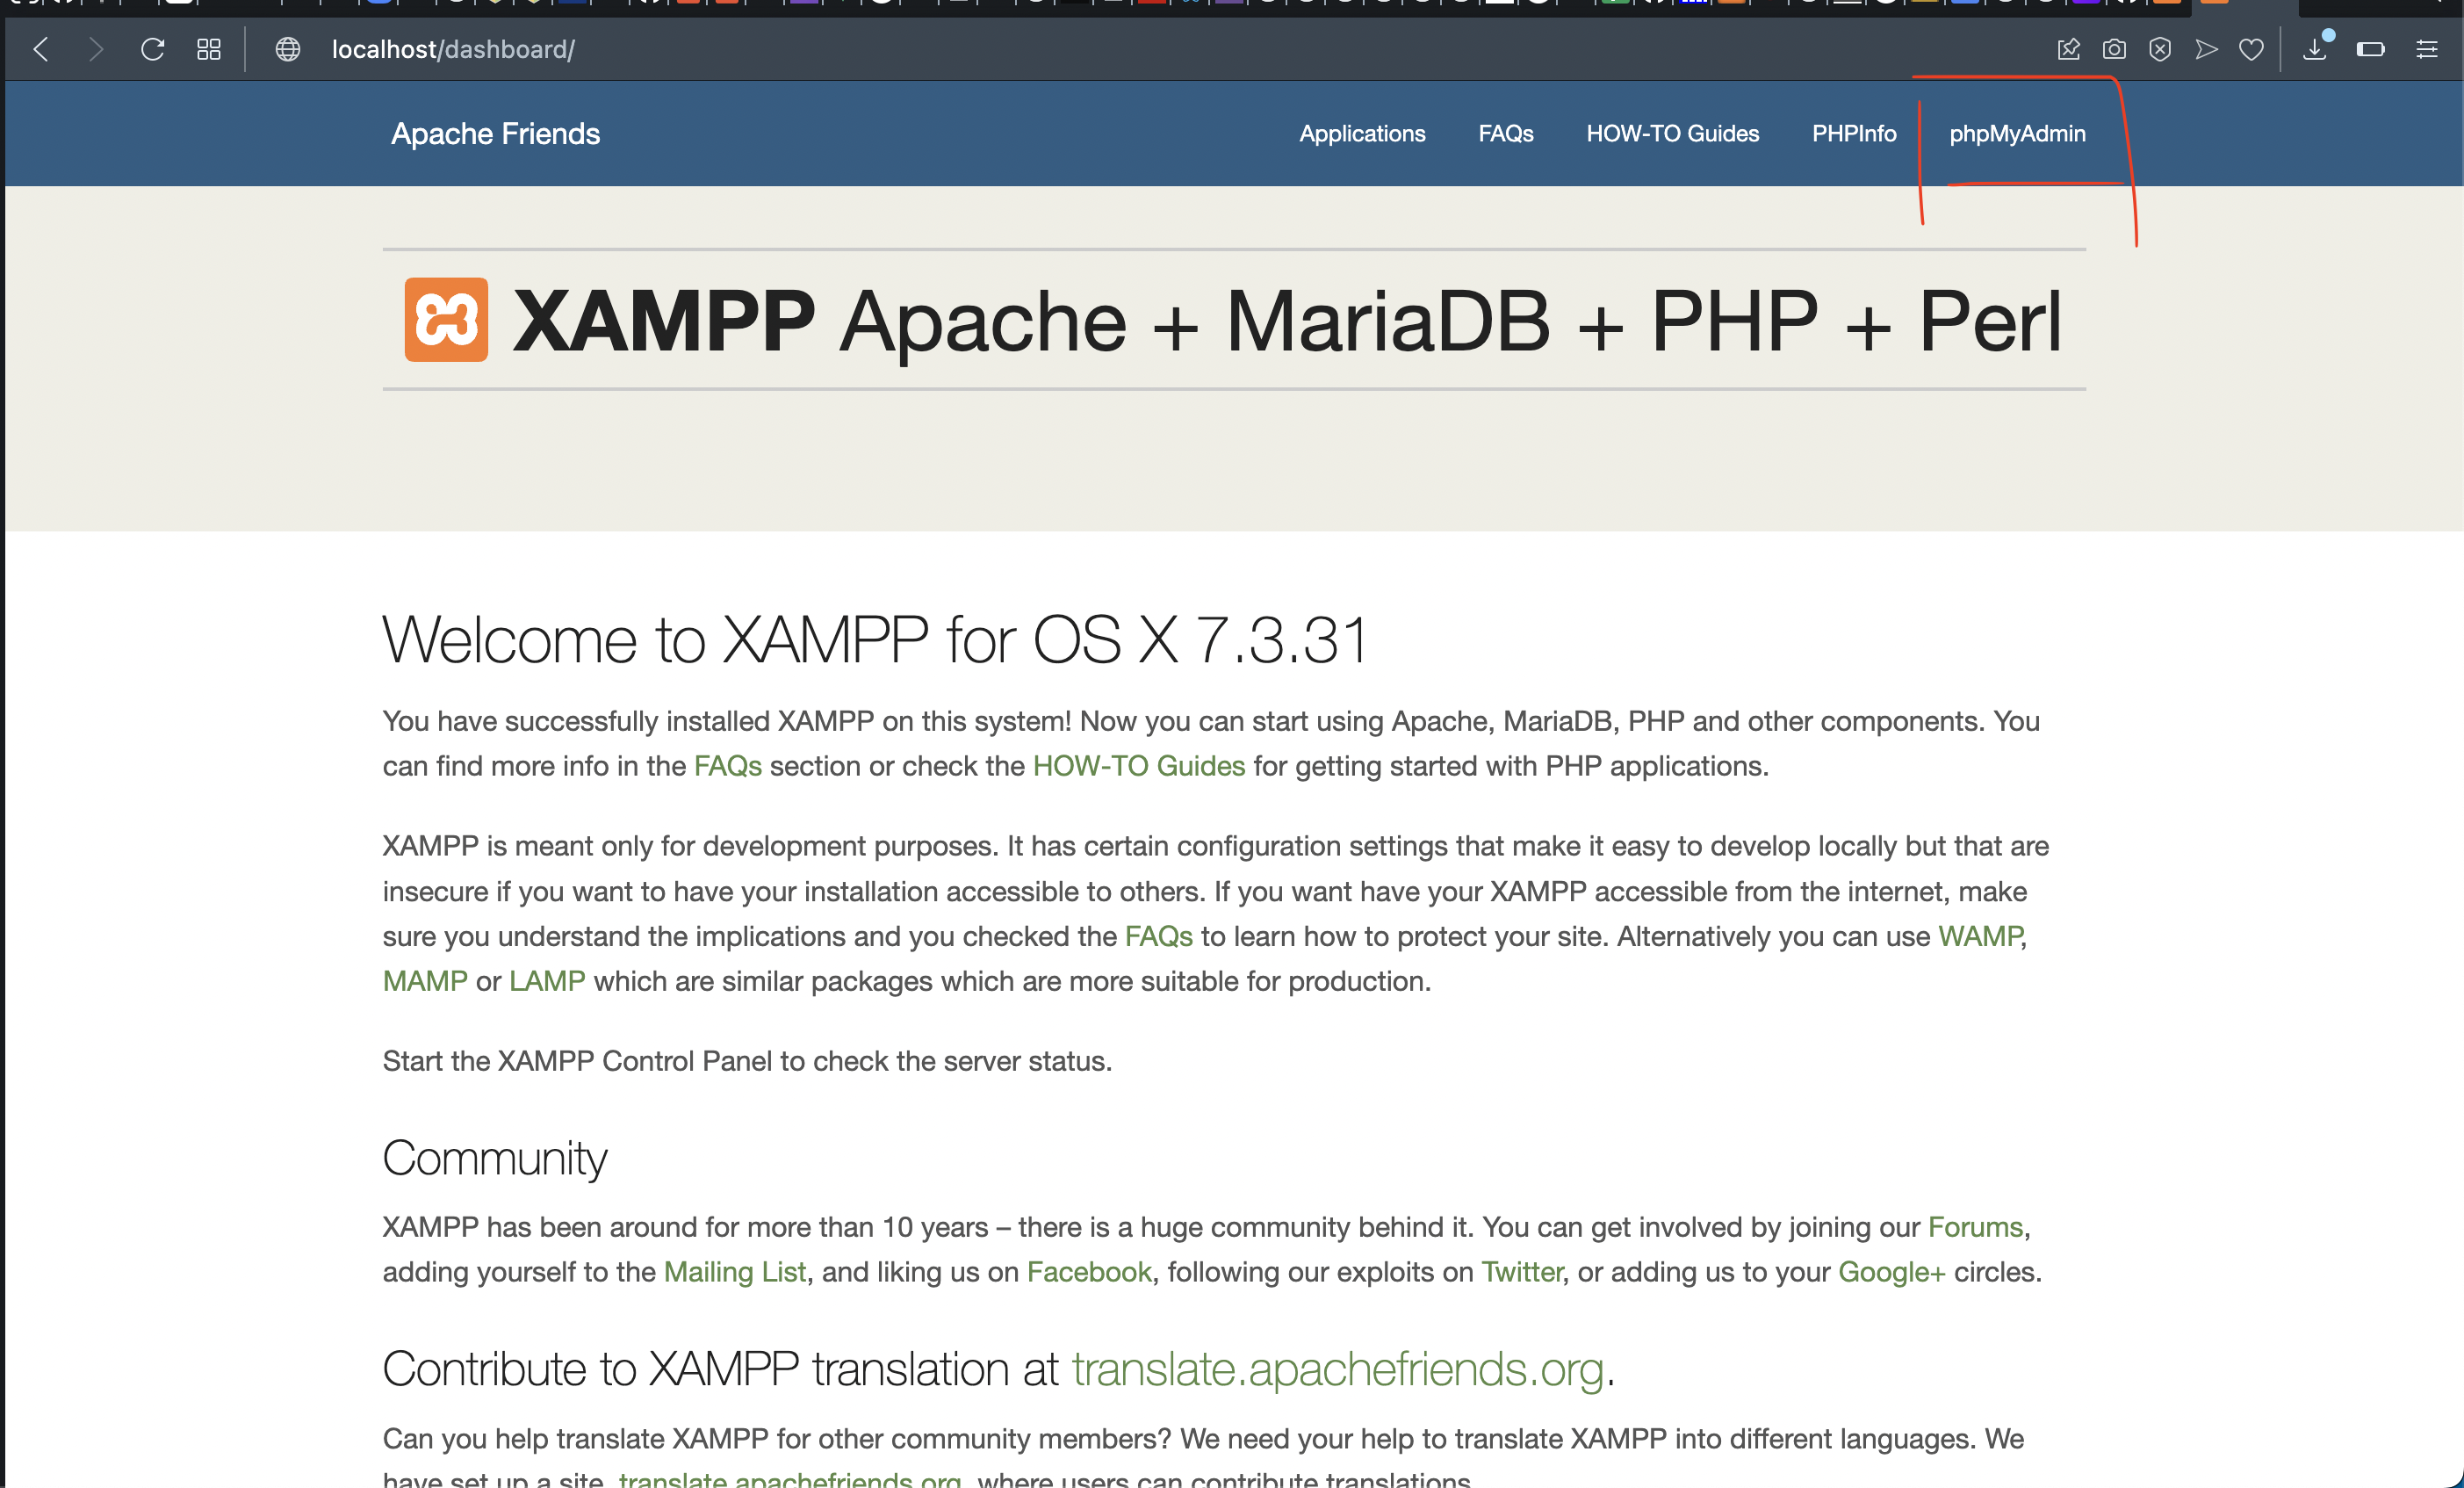 localhost/dashboard/
Apache Friends
Applications
FAQs
HOW-TO Guides
PHPInfo
phpMyAdmin
XAMPP Apache + MariaDB + PHP + Perl
Welcome to XAMPP for OS X 7.3.31
You have successfully installed XAMPP on this system! Now you can start using Apache, MariaDB, PHP and other components. You
can find more info in the FAQs section or check the HOW-TO Guides for getting started with PHP applications.
XAMPP is meant only for development purposes. It has certain configuration settings that make it easy to develop locally but that are
insecure if you want to have your installation accessible to others. If you want have your XAMPP accessible from the internet, make
sure you understand the implications and you checked the FAQs to learn how to protect your site. Alternatively you can use WAMP,
MAMP or LAMP which are similar packages which are more suitable for production.
Start the XAMPP Control Panel to check the server status.
Community
XAMPP has been around for more than 10 years – there is a huge community behind it. You can get involved by joining our Forums,
adding yourself to the Mailing List, and liking us on Facebook, following our exploits on Twitter, or adding us to your Google+ circles.
Contribute to XAMPP translation at translate.apachefriends.org.
Can you help translate XAMPP for other community members? We need your help to translate XAMPP into different languages. We
have set up a site, translate.apachefriends.org, where users can contribute translations.